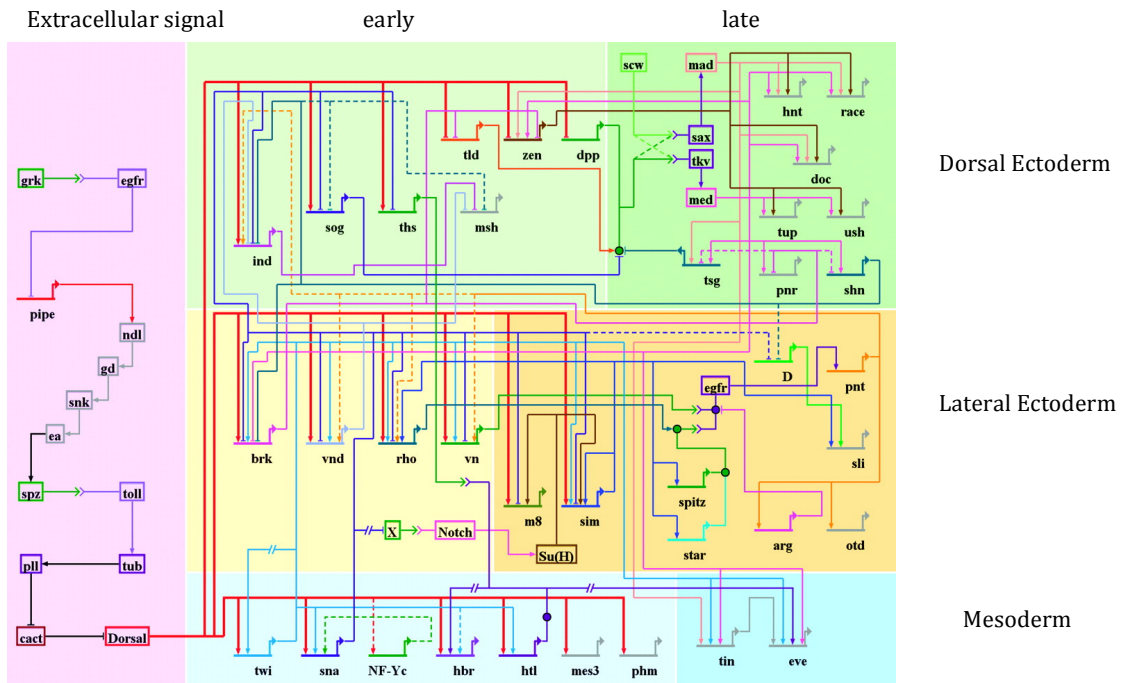 Extracellular signal
early
late
scw
mad
hnt
race
tld
zen
dpp
sax
tkv
doc
Dorsal Ectoderm
grk
egfr
med
sog
ths
msh
tup
ush
ind
tsg
pnr
shn
pipe
ndl
gd
D
pnt
egfr
snk
Lateral Ectoderm
ea
brk
vnd
rho
vn
sli
spz
toll
spitz
m8
sim
X
Notch
star
arg
otd
Su(H)
pll
tub
cact
Dorsal
Mesoderm
twi
sna
NF-Yc
hbr
htl
mes3
phm
tin
eve